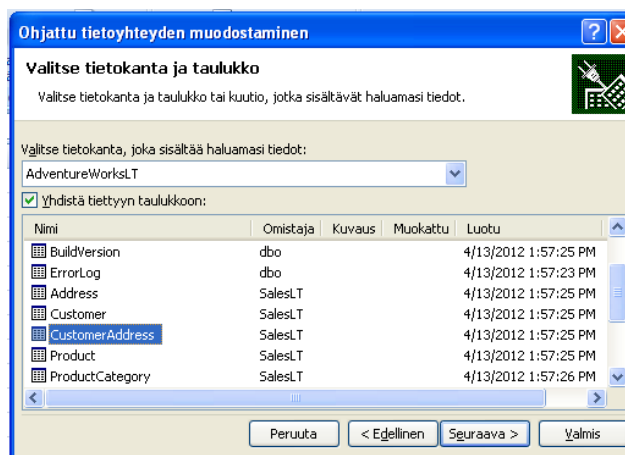 Ohjattu tietoyhteyden muodostaminen
Valitse tietokanta ja taulukko
Valitse tietokanta ja taulukko tai kuutio, jotka sisältävät haluamasi tiedot.
Valitse tietokanta, joka sisältää haluamasi tiedot:
AdventureWorksLT
Yhdistä tiettyyn taulukkoon:
Nimi Omistaja Kuvaus Muokattu Luotu
BuildVersion dbo 4/13/2012 1:57:25 PM
ErrorLog dbo 4/13/2012 1:57:23 PM
Address SalesLT 4/13/2012 1:57:25 PM
Customer SalesLT 4/13/2012 1:57:25 PM
CustomerAddress SalesLT 4/13/2012 1:57:25 PM
Product SalesLT 4/13/2012 1:57:25 PM
ProductCategory SalesLT 4/13/2012 1:57:26 PM
Peruuta < Edellinen Seuraava > Valmis